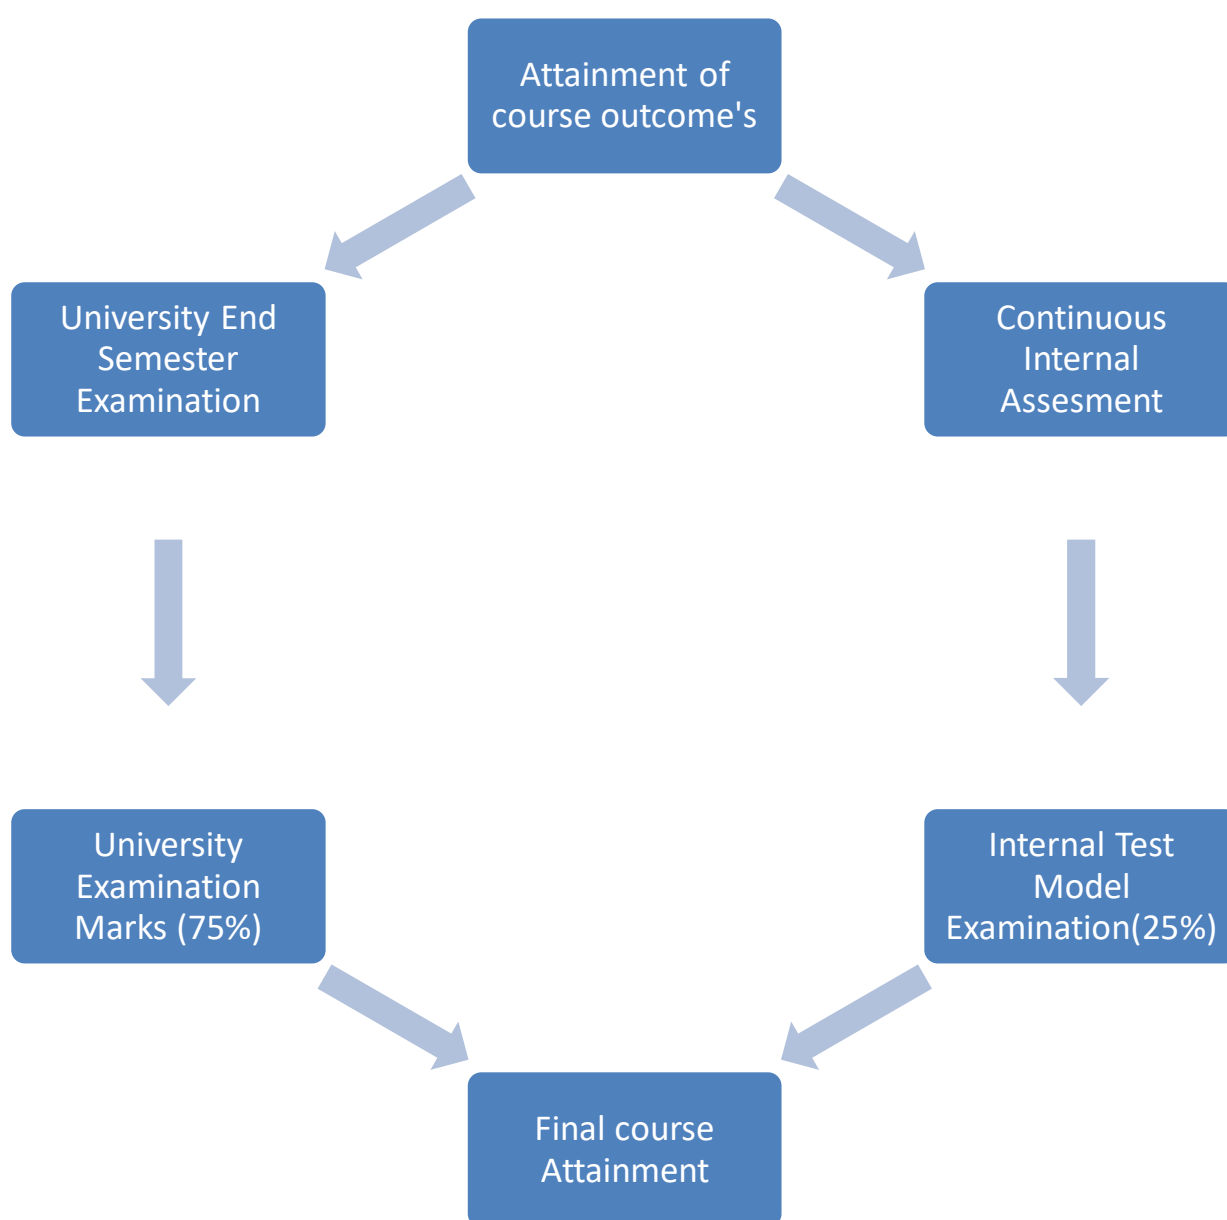 Attainment of
course outcome's
University End
Semester
Examination
Continuous
Internal
Assesment
University
Examination
Marks (75%)
Internal Test
Model
Examination(25%)
Final course
Attainment